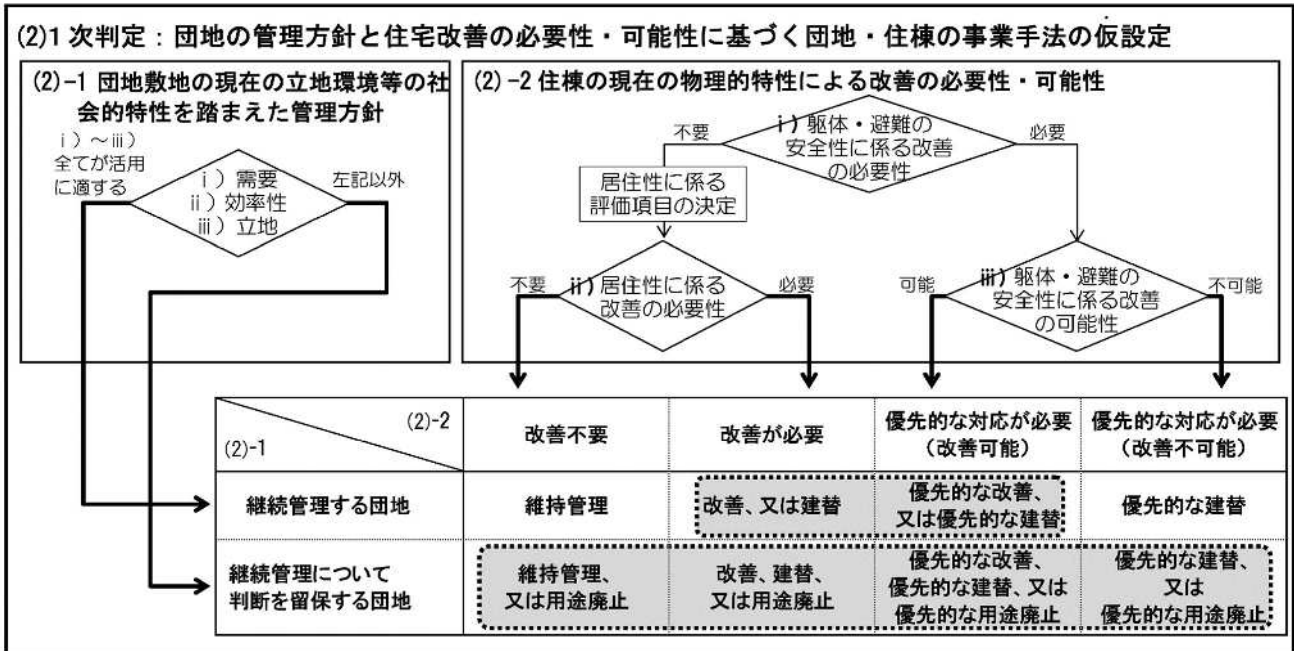 (2)1 次判定：団地の管理方針と住宅改善の必要性・可能性に基づく団地・住棟の事業手法の仮設定
(2)-1 団地敷地の現在の立地環境等の社
会的特性を踏まえた管理方針
ⅰ）～ⅲ）
全てが活用
に適する
ⅰ）需要
ⅱ）効率性
ⅲ）立地
左記以外
(2)-2 住棟の現在の物理的特性による改善の必要性・可能性
不要
ⅰ）躯体・避難の
安全性に係る改善
の必要性
必要
居住性に係る
評価項目の決定
不要
ⅱ）居住性に係る
改善の必要性
必要
可能
ⅲ）躯体・避難の
安全性に係る改善
の可能性
不可能
(2)-2
(2)-1
改善不要
改善が必要
優先的な対応が必要
（改善可能）
優先的な対応が必要
（改善不可能）
継続管理する団地
維持管理
改善、又は建替
優先的な改善、
又は優先的な建替
優先的な建替
継続管理について
判断を留保する団地
維持管理、
又は用途廃止
改善、建替、
又は用途廃止
優先的な改善、
優先的な建替、又は
優先的な用途廃止
優先的な建替、
又は
優先的な用途廃止